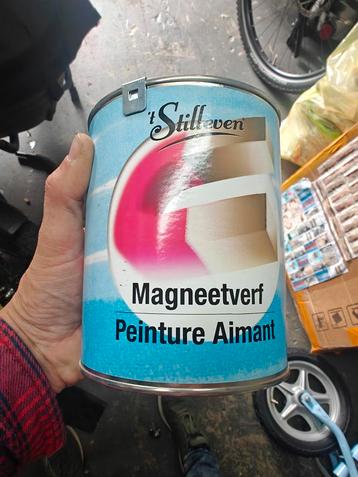 't Stilleven
Magneetverf
Peinture Aimant